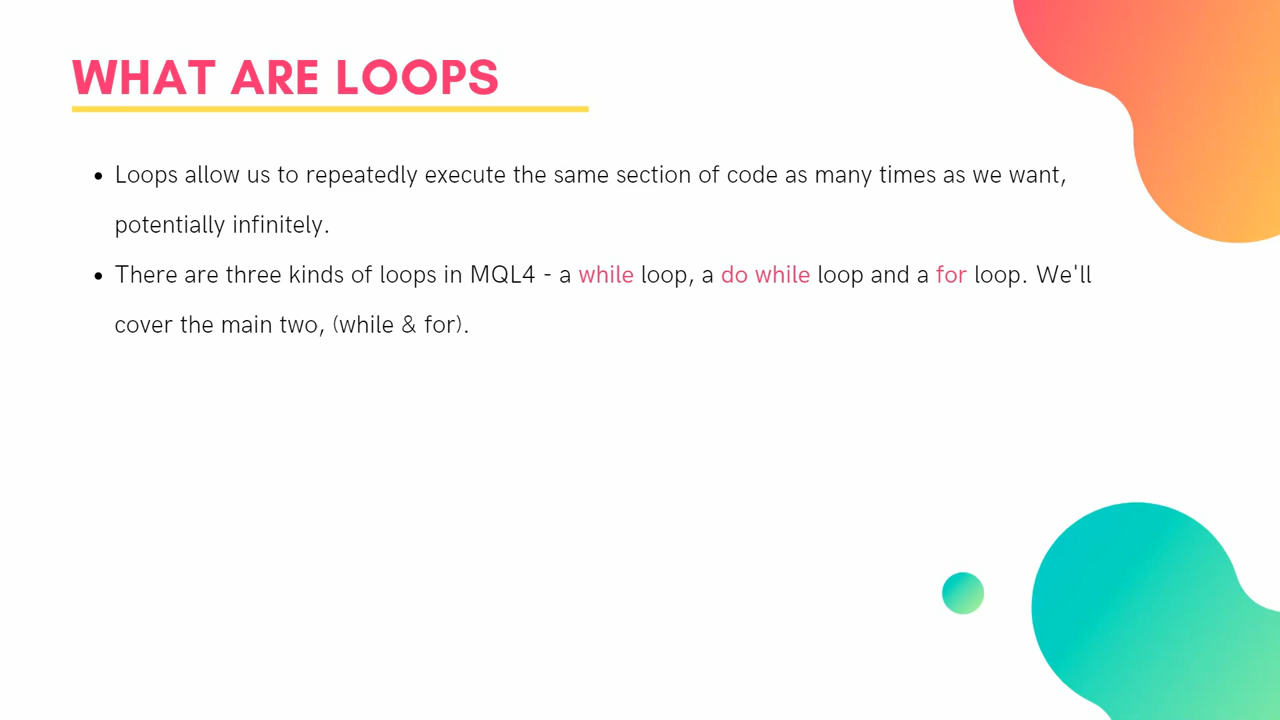 WHAT ARE LOOPS
• Loops allow us to repeatedly execute the same section of code as many times as we want,
potentially infinitely.
• There are three kinds of loops in MQL4 - a while loop, a do while loop and a for loop. We'll
cover the main two, (while & for).